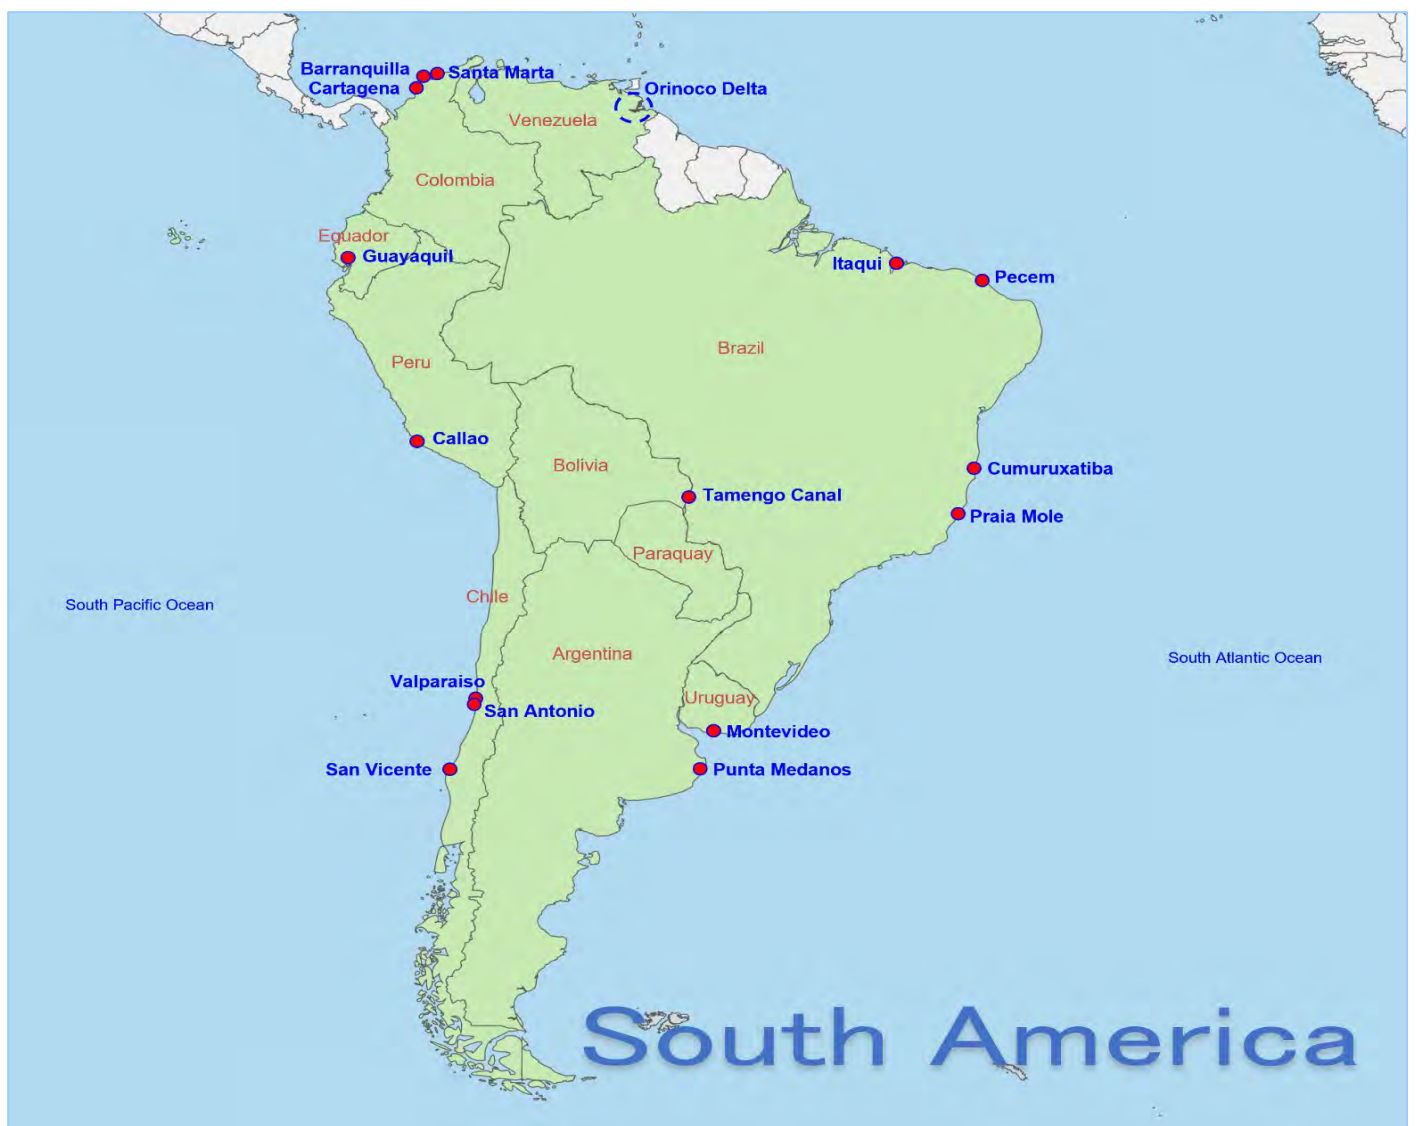 Barranquilla
Santa Marta
Cartagena
Orinoco Delta
Venezuela
Colombia
Equador
Guayaquil
Itaqui
Pecem
Brazil
Peru
Callao
Bolivia
Cumuruxatiba
Tamengo Canal
Praia Mole
Paraquay
Chile
South Pacific Ocean
Argentina
South Atlantic Ocean
Valparaiso
Uruguay
San Antonio
Montevideo
San Vicente
Punta Medanos
South America